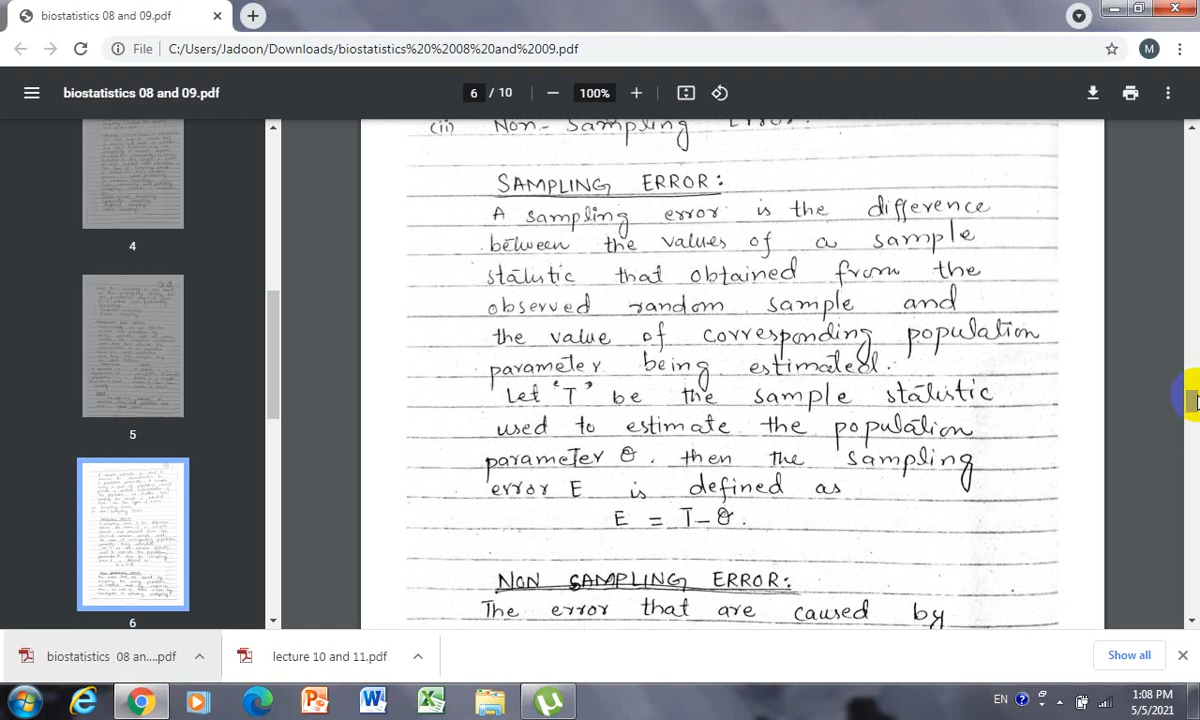 biostatistics 08 and 09.pdf
File C:/Users/Jadoon/Downloads/biostatistics%20%2008%20and%2009.pdf
M
biostatistics 08 and 09.pdf
6 / 10
100%
4
5
6
(ii) Non-Sampling Error.
SAMPLING ERROR:
A sampling error is the difference
between the values of a sample
statistic that obtained from the
observed random sample and
the value of corresponding population
parameter being estimated.
Let 'T' be the sample statistic
used to estimate the population
parameter θ. then the sampling
error E is defined as
E = T-θ.
NON SAMPLING ERROR:
The error that are caused by
biostatistics 08 an....pdf
lecture 10 and 11.pdf
Show all
EN
1:08 PM
5/5/2021